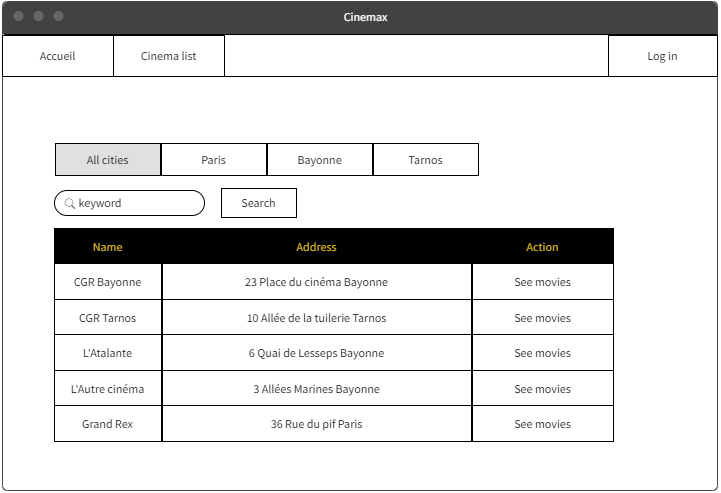 Cinemax
Accueil Cinema list Log in
All cities Paris Bayonne Tarnos
keyword Search
Name Address Action
CGR Bayonne 23 Place du cinéma Bayonne See movies
CGR Tarnos 10 Allée de la tuilerie Tarnos See movies
L'Atalante 6 Quai de Lesseps Bayonne See movies
L'Autre cinéma 3 Allées Marines Bayonne See movies
Grand Rex 36 Rue du pif Paris See movies